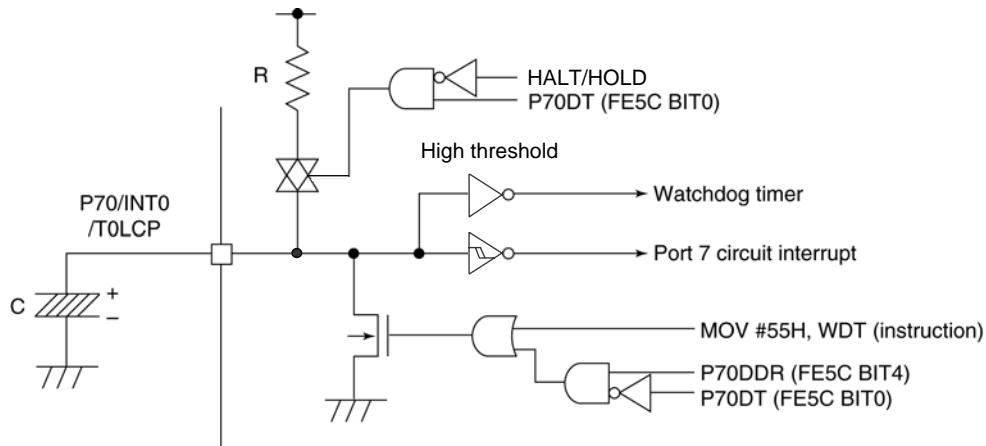 R
HALT/HOLD
P70DT (FE5C BIT0)
High threshold
Watchdog timer
P70/INT0
/T0LCP
Port 7 circuit interrupt
C
+
–
MOV #55H, WDT (instruction)
P70DDR (FE5C BIT4)
P70DT (FE5C BIT0)